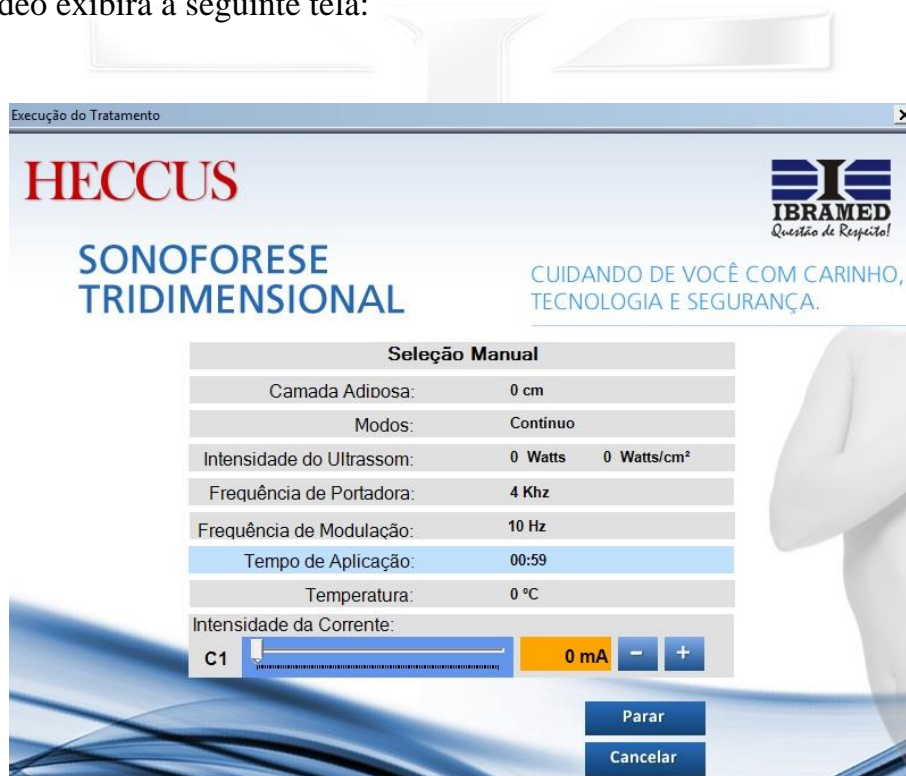 deo exibirá a seguinte tela:
Execução do Tratamento
HECCUS
IBRAMED
Questão de Respeito!
SONOFORESE
TRIDIMENSIONAL
CUIDANDO DE VOCÊ COM CARINHO,
TECNOLOGIA E SEGURANÇA.
Seleção Manual
Camada Adiposa: 0 cm
Modos: Contínuo
Intensidade do Ultrassom: 0 Watts 0 Watts/cm²
Frequência de Portadora: 4 Khz
Frequência de Modulação: 10 Hz
Tempo de Aplicação: 00:59
Temperatura: 0 ºC
Intensidade da Corrente:
C1 0 mA - +
Parar
Cancelar